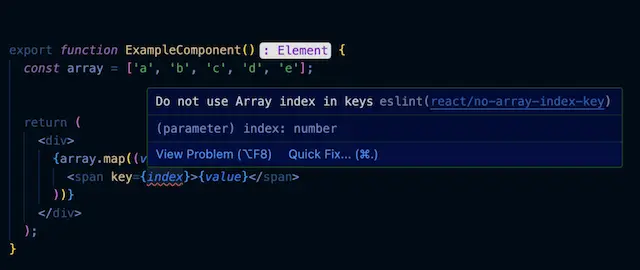 export function ExampleComponent() : Element {
const array = ['a', 'b', 'c', 'd', 'e'];
Do not use Array index in keys eslint(react/no-array-index-key)
(parameter) index: number
View Problem (⌥F8) Quick Fix... (⌘.)
return (
<div>
{array.map((v
<span key={index}>{value}</span>
))}
</div>
);
}